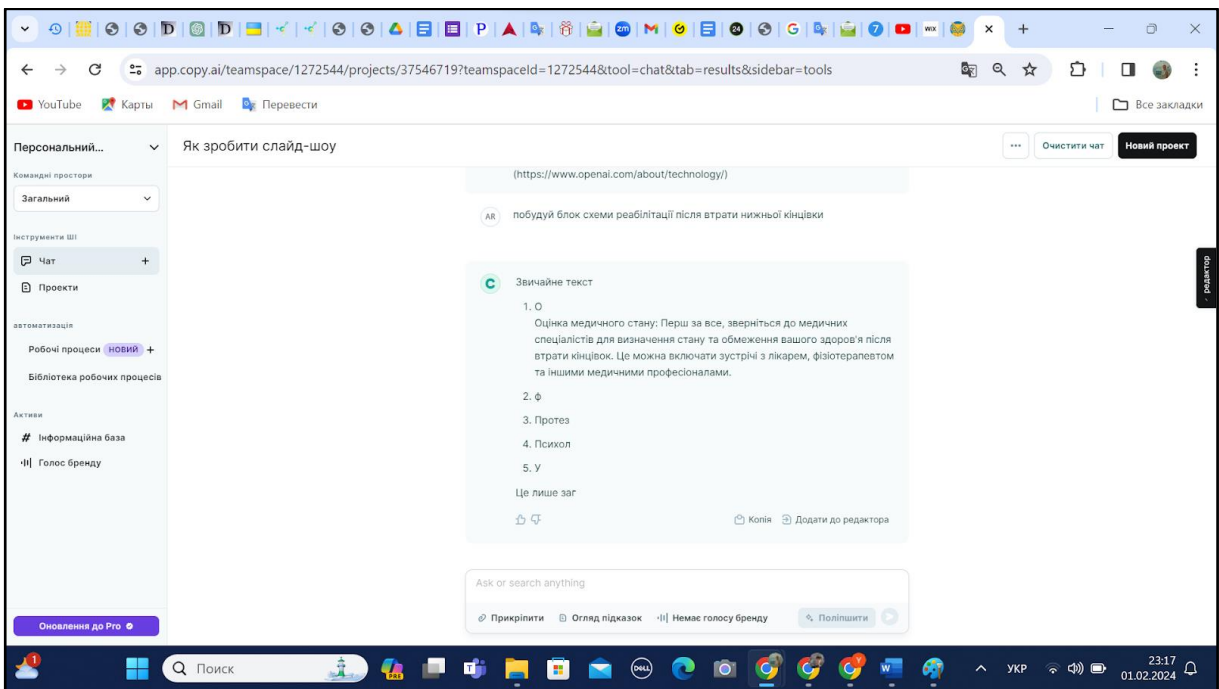 app.copy.ai/teamspace/1272544/projects/37546719?teamspaceId=1272544&tool=chat&tab=results&sidebar=tools
YouTube Карты Gmail Перевести Все закладки
Персональний... Як зробити слайд-шоу ... Очистити чат Новий проект
Командні простори
Загальний
(https://www.openai.com/about/technology/)
AR побудуй блок схеми реабілітації після втрати нижньої кінцівки
Інструменти ШІ
Чат +
Проекти
редактор
автоматизація
Робочі процеси НОВИЙ +
Бібліотека робочих процесів
Активи
# Інформаційна база
Голос бренду
C Звичайне текст
1. О
Оцінка медичного стану: Перш за все, зверніться до медичних
спеціалістів для визначення стану та обмеження вашого здоров'я після
втрати кінцівок. Це можна включати зустрічі з лікарем, фізіотерапевтом
та іншими медичними професіоналами.
2. ф
3. Протез
4. Психол
5. У
Це лише заг
Копія Додати до редактора
Ask or search anything
Прикріпити Огляд підказок Немає голосу бренду Поліпшити
Оновлення до Pro
Поиск
УКР
23:17
01.02.2024